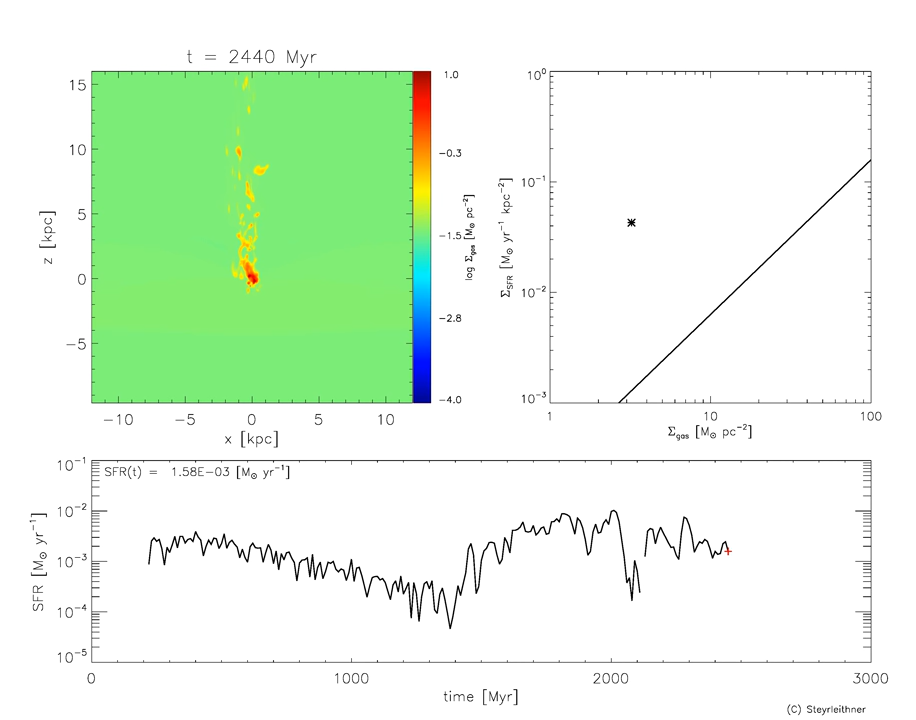 t = 2440 Myr
15
10
5
0
−5
z [kpc]
−10 −5 0 5 10
x [kpc]
1.0
−0.3
−1.5
−2.8
−4.0
log Σgas [M⊙ pc−2]
10^0
10^−1
10^−2
10^−3
ΣSFR [M⊙ yr−1 kpc−2]
1 10 100
Σgas [M⊙ pc−2]
SFR(t) = 1.58E−03 [M⊙ yr−1]
10^−1
10^−2
10^−3
10^−4
10^−5
SFR [M⊙ yr−1]
0 1000 2000 3000
time [Myr]
(C) Steyrleithner